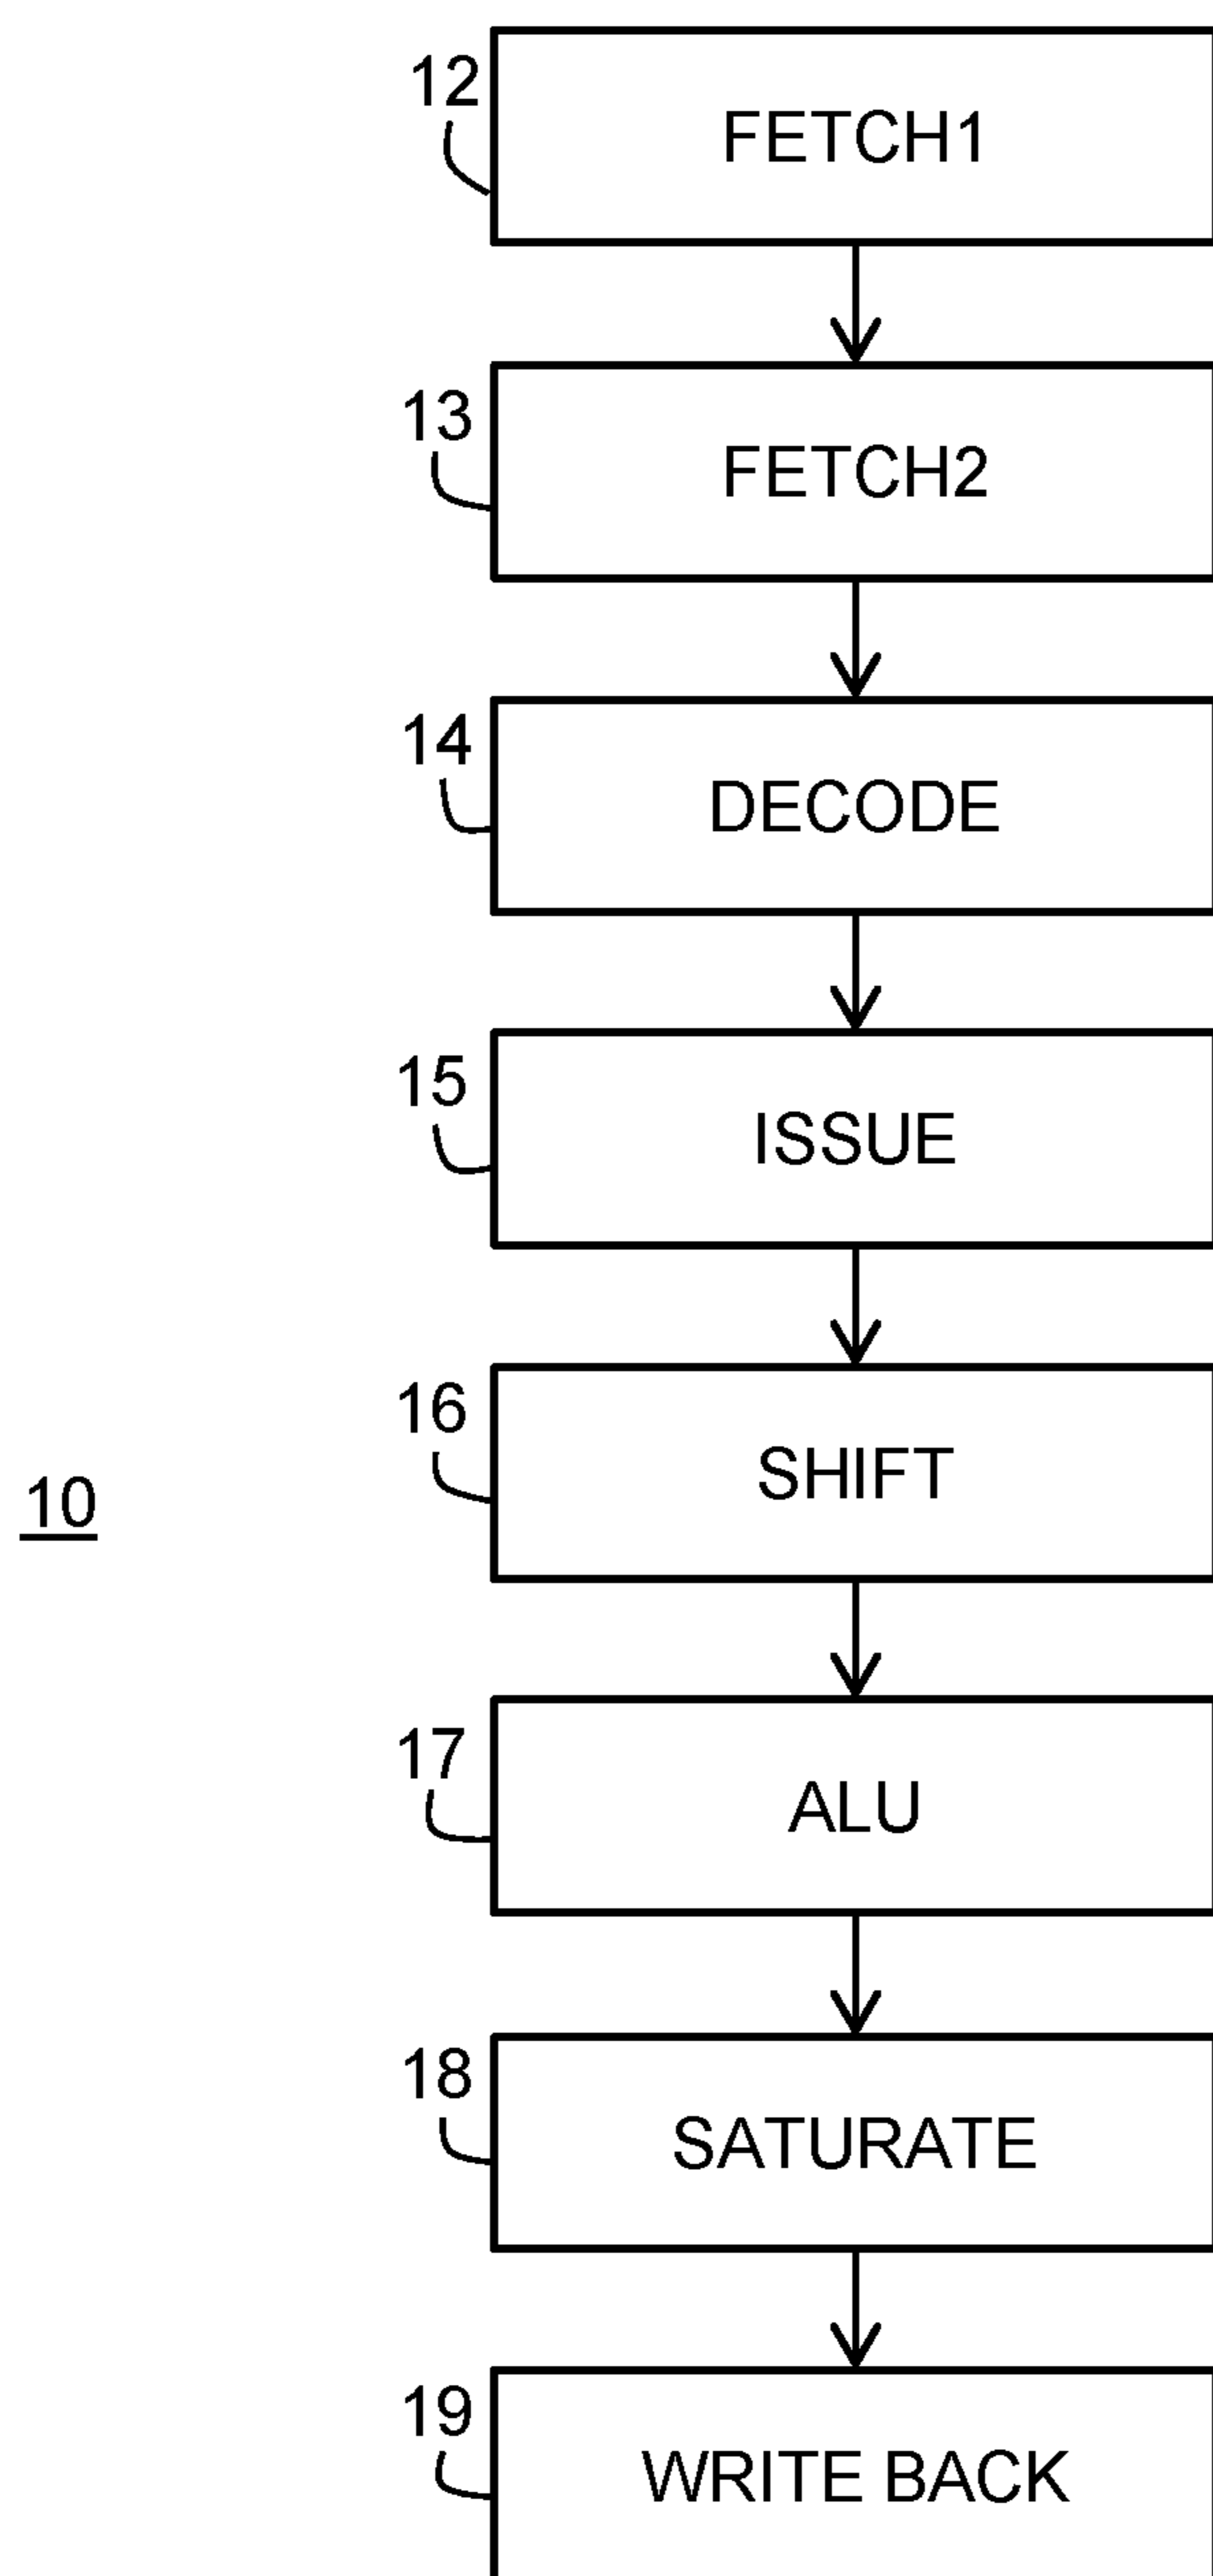 12
FETCH1
13
FETCH2
14
DECODE
15
ISSUE
16
SHIFT
10
17
ALU
18
SATURATE
19
WRITE BACK